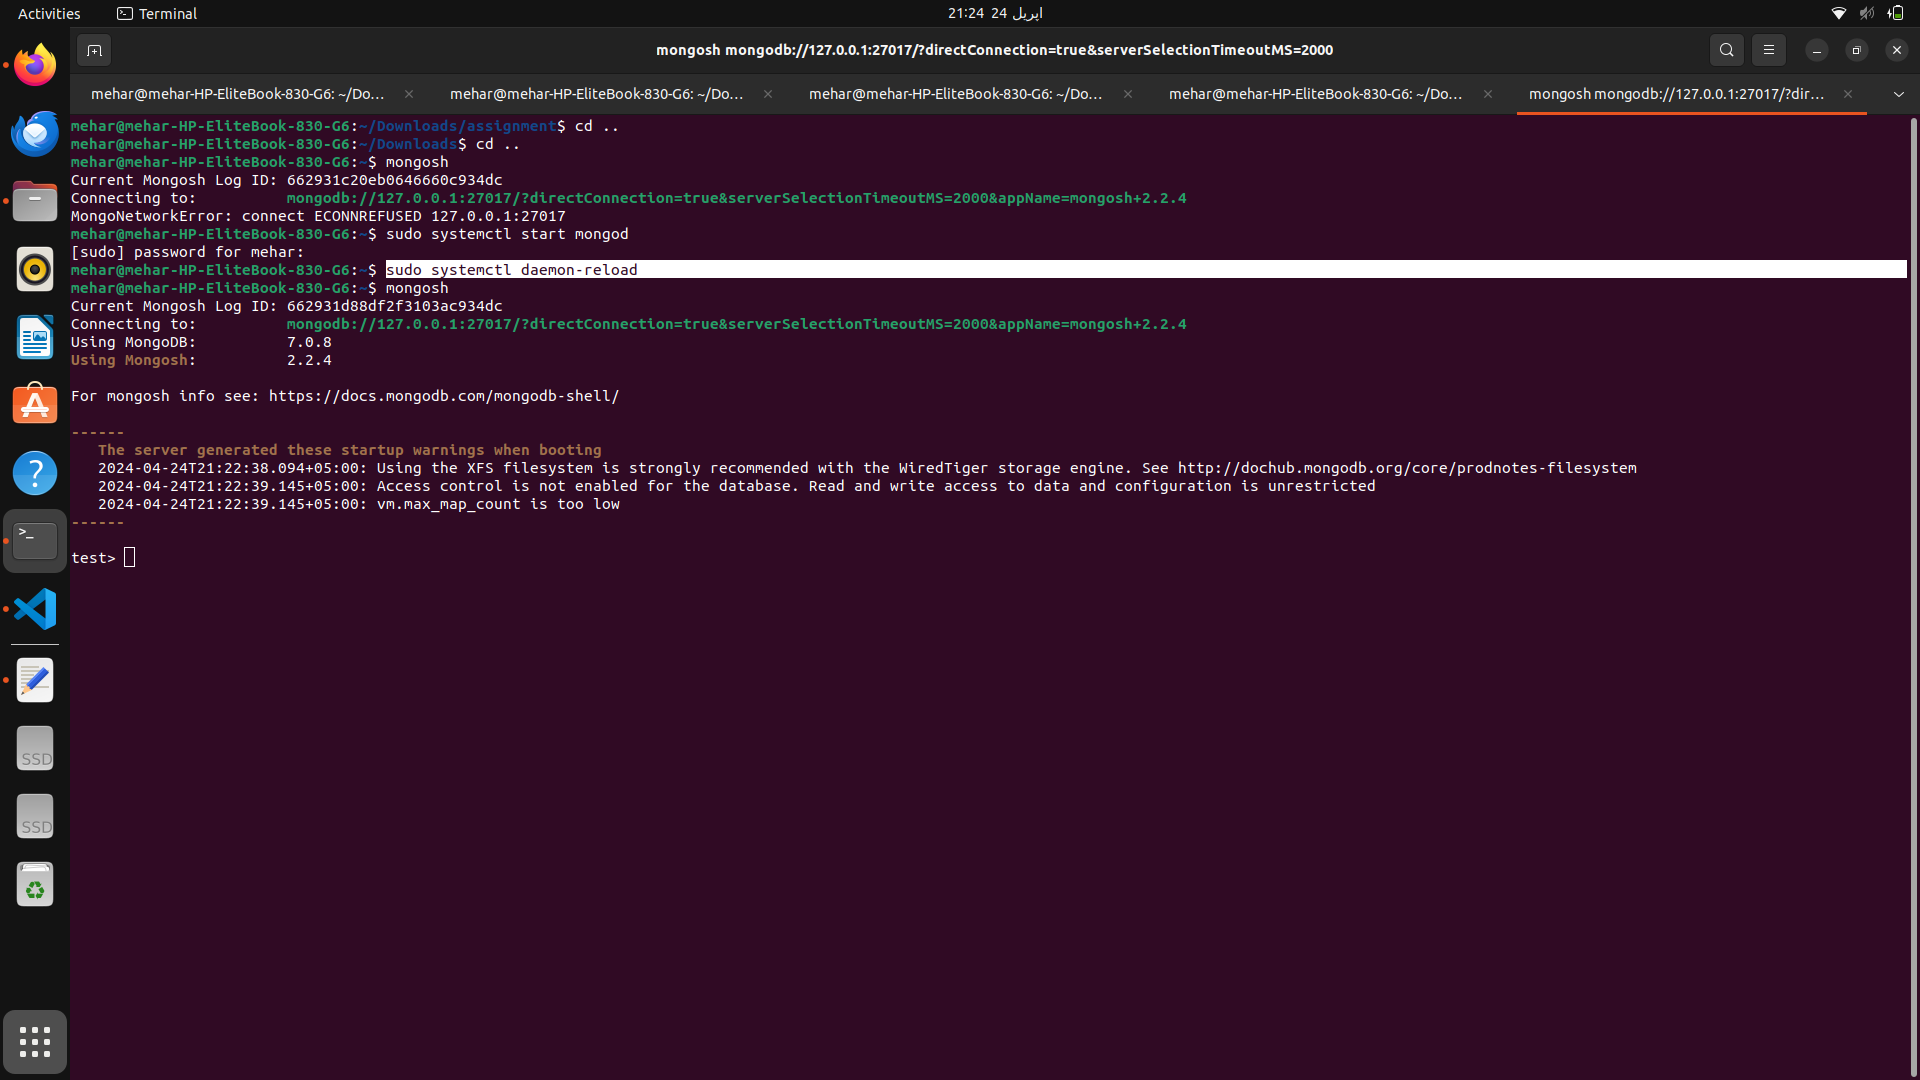 Activities Terminal 21:24 24 اپریل
mongosh mongodb://127.0.0.1:27017/?directConnection=true&serverSelectionTimeoutMS=2000
mehar@mehar-HP-EliteBook-830-G6: ~/Do... mehar@mehar-HP-EliteBook-830-G6: ~/Do... mehar@mehar-HP-EliteBook-830-G6: ~/Do... mehar@mehar-HP-EliteBook-830-G6: ~/Do... mongosh mongodb://127.0.0.1:27017/?dir...
mehar@mehar-HP-EliteBook-830-G6:~/Downloads/assignment$ cd ..
mehar@mehar-HP-EliteBook-830-G6:~/Downloads$ cd ..
mehar@mehar-HP-EliteBook-830-G6:~$ mongosh
Current Mongosh Log ID: 662931c20eb0646660c934dc
Connecting to: mongodb://127.0.0.1:27017/?directConnection=true&serverSelectionTimeoutMS=2000&appName=mongosh+2.2.4
MongoNetworkError: connect ECONNREFUSED 127.0.0.1:27017
mehar@mehar-HP-EliteBook-830-G6:~$ sudo systemctl start mongod
[sudo] password for mehar:
mehar@mehar-HP-EliteBook-830-G6:~$ sudo systemctl daemon-reload
mehar@mehar-HP-EliteBook-830-G6:~$ mongosh
Current Mongosh Log ID: 662931d88df2f3103ac934dc
Connecting to: mongodb://127.0.0.1:27017/?directConnection=true&serverSelectionTimeoutMS=2000&appName=mongosh+2.2.4
Using MongoDB: 7.0.8
Using Mongosh: 2.2.4
For mongosh info see: https://docs.mongodb.com/mongodb-shell/
------
The server generated these startup warnings when booting
2024-04-24T21:22:38.094+05:00: Using the XFS filesystem is strongly recommended with the WiredTiger storage engine. See http://dochub.mongodb.org/core/prodnotes-filesystem
2024-04-24T21:22:39.145+05:00: Access control is not enabled for the database. Read and write access to data and configuration is unrestricted
2024-04-24T21:22:39.145+05:00: vm.max_map_count is too low
------
test>
SSD
SSD